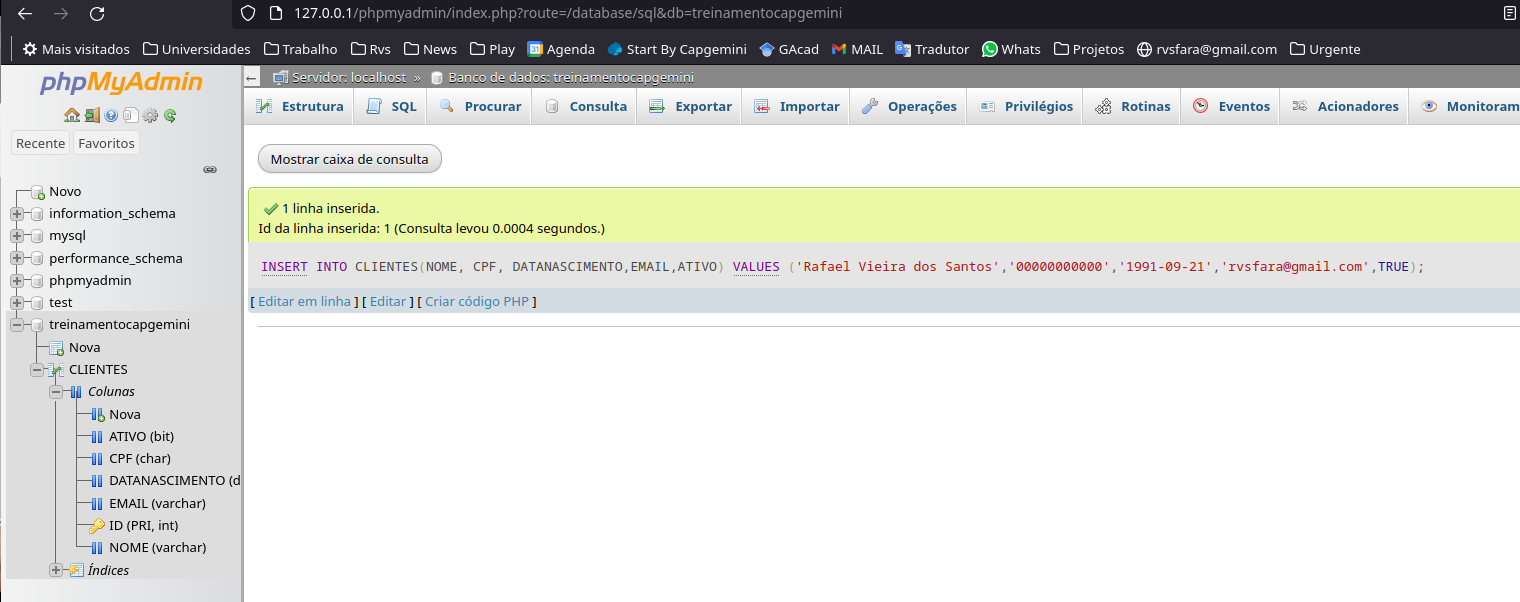 127.0.0.1/phpmyadmin/index.php?route=/database/sql&db=treinamentocapgemini
Mais visitados Universidades Trabalho Rvs News Play 31 Agenda Start By Capgemini GAcad MAIL Tradutor Whats Projetos rvsfara@gmail.com Urgente
phpMyAdmin
Recente Favoritos
Novo
information_schema
mysql
performance_schema
phpmyadmin
test
treinamentocapgemini
Nova
CLIENTES
Colunas
Nova
ATIVO (bit)
CPF (char)
DATANASCIMENTO (d
EMAIL (varchar)
ID (PRI, int)
NOME (varchar)
Índices
← Servidor: localhost » Banco de dados: treinamentocapgemini
Estrutura SQL Procurar Consulta Exportar Importar Operações Privilégios Rotinas Eventos Acionadores Monitoram
Mostrar caixa de consulta
1 linha inserida.
Id da linha inserida: 1 (Consulta levou 0.0004 segundos.)
INSERT INTO CLIENTES(NOME, CPF, DATANASCIMENTO,EMAIL,ATIVO) VALUES ('Rafael Vieira dos Santos','00000000000','1991-09-21','rvsfara@gmail.com',TRUE);
[ Editar em linha ] [ Editar ] [ Criar código PHP ]